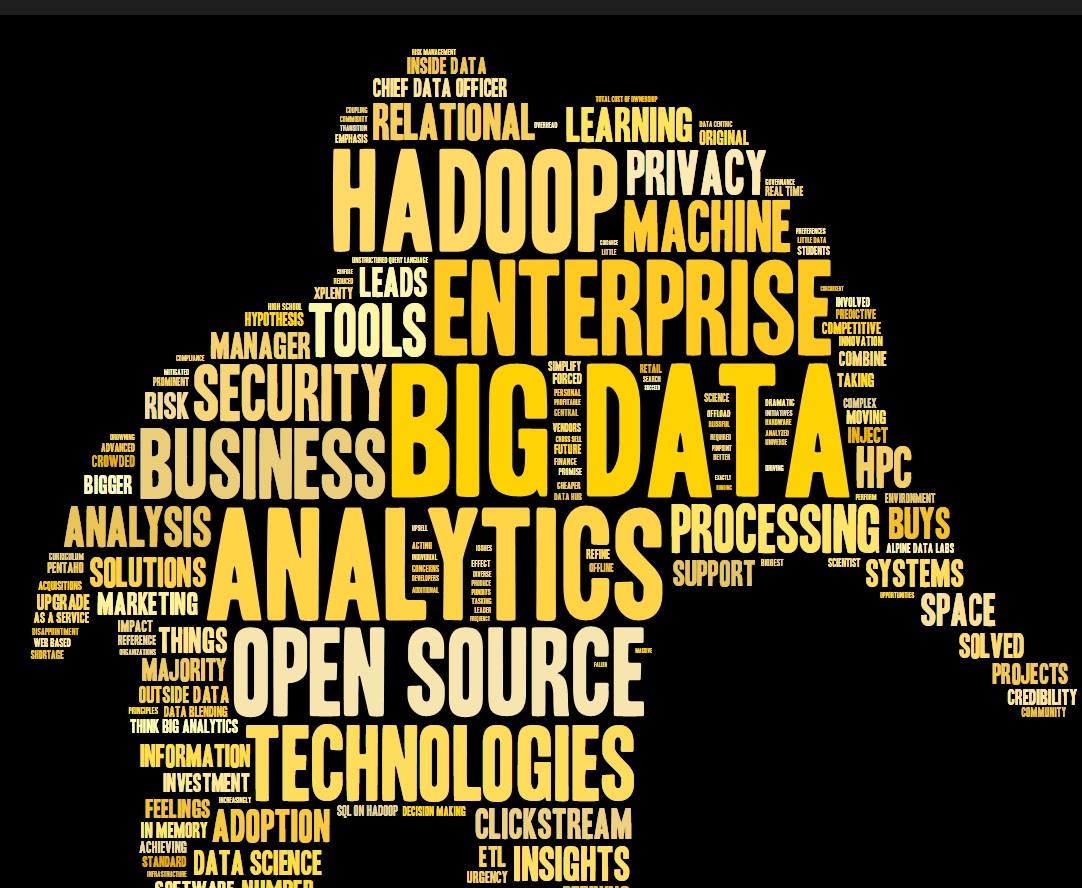 RISK MANAGEMENT
INSIDE DATA
CHIEF DATA OFFICER
TOTAL COST OF OWNERSHIP
COUPLING
COMMODITY
TRANSITION
EMPHASIS
RELATIONAL
OVERHEAD
LEARNING
DATA CENTRIC
ORIGINAL
HADOOP
PRIVACY
GOVERNANCE
REAL TIME
MACHINE
GUIDANCE
LITTLE
PREFERENCES
LITTLE DATA
STUDENTS
UNSTRUCTURED QUERY LANGUAGE
REDUCED
XPLENTY
LEADS
ENTERPRISE
CONCURRENT
INVOLVED
PREDICTIVE
COMPETITIVE
INNOVATION
HIGH SCHOOL
HYPOTHESIS
TOOLS
COMPLIANCE
MANAGER
COMBINE
TAKING
MITIGATED
PROMINENT
SECURITY
RISK
BIG DATA
SIMPLIFY
FORCED
PERSONAL
PROFITABLE
CENTRAL
VENDORS
CROSS SELL
FUTURE
FINANCE
PROMISE
CHEAPER
DATA HUB
RETAIL
SEARCH
SUCCEED
SCIENCE
OFFLOAD
BLISSFUL
REQUIRED
PINPOINT
BETTER
EXACTLY
DRAMATIC
INITIATIVES
HARDWARE
ANALYZED
UNIVERSE
DRIVING
COMPLEX
MOVING
INJECT
HPC
DROWNING
ADVANCED
CROWDED
BIGGER
BUSINESS
PERFORM
ENVIRONMENT
ANALYSIS
ANALYTICS
UPSELL
ACTING
INDIVIDUAL
CONCERNS
DEVELOPERS
ADDITIONAL
ISSUES
EFFECT
DIVERSE
PRODUCE
PUNDITS
TASKING
LEADER
FREQUENCY
REFINE
OFFLINE
PROCESSING
BUYS
ALPINE DATA LABS
CURRICULUM
PENTAHO
SOLUTIONS
SUPPORT
BIGGEST
SCIENTIST
SYSTEMS
ACQUISITIONS
UPGRADE
AS A SERVICE
MARKETING
OPPORTUNITIES
SPACE
DISAPPOINTMENT
WEB BASED
SHORTAGE
IMPACT
REFERENCE
ORGANIZATIONS
THINGS
OPEN SOURCE
FALLEN
MASSIVE
SOLVED
MAJORITY
PROJECTS
OUTSIDE DATA
CREDIBILITY
PRINCIPLES
DATA BLENDING
COMMUNITY
THINK BIG ANALYTICS
TECHNOLOGIES
INFORMATION
INVESTMENT
INCREASINGLY
FEELINGS
SQL ON HADOOP
DECISION MAKING
IN MEMORY
ADOPTION
CLICKSTREAM
ACHIEVING
STANDARD
INFRASTRUCTURE
DATA SCIENCE
ETL
URGENCY
INSIGHTS
SOFTWARE
NUMBER